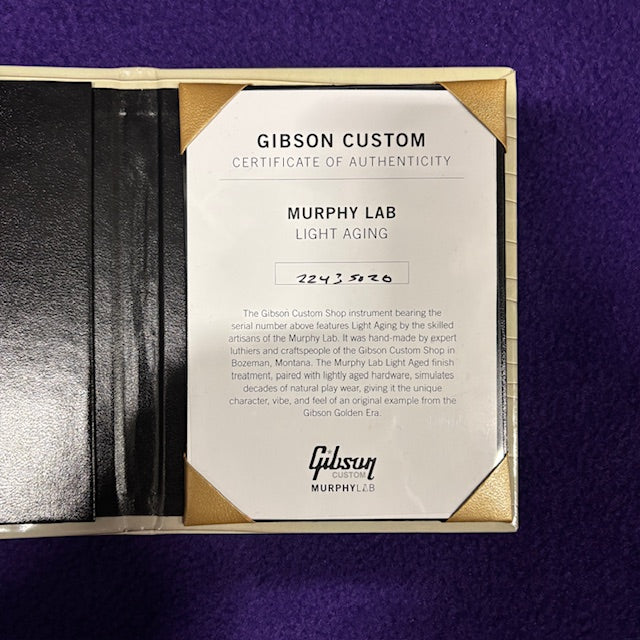 GIBSON CUSTOM
CERTIFICATE OF AUTHENTICITY
MURPHY LAB
LIGHT AGING
22435020
The Gibson Custom Shop instrument bearing the
serial number above features Light Aging by the skilled
artisans of the Murphy Lab. It was hand-made by expert
luthiers and craftspeople of the Gibson Custom Shop in
Bozeman, Montana. The Murphy Lab Light Aged finish
treatment, paired with lightly aged hardware, simulates
decades of natural play wear, giving it the unique
character, vibe, and feel of an original example from the
Gibson Golden Era.
Gibson
CUSTOM
MURPHYLAB